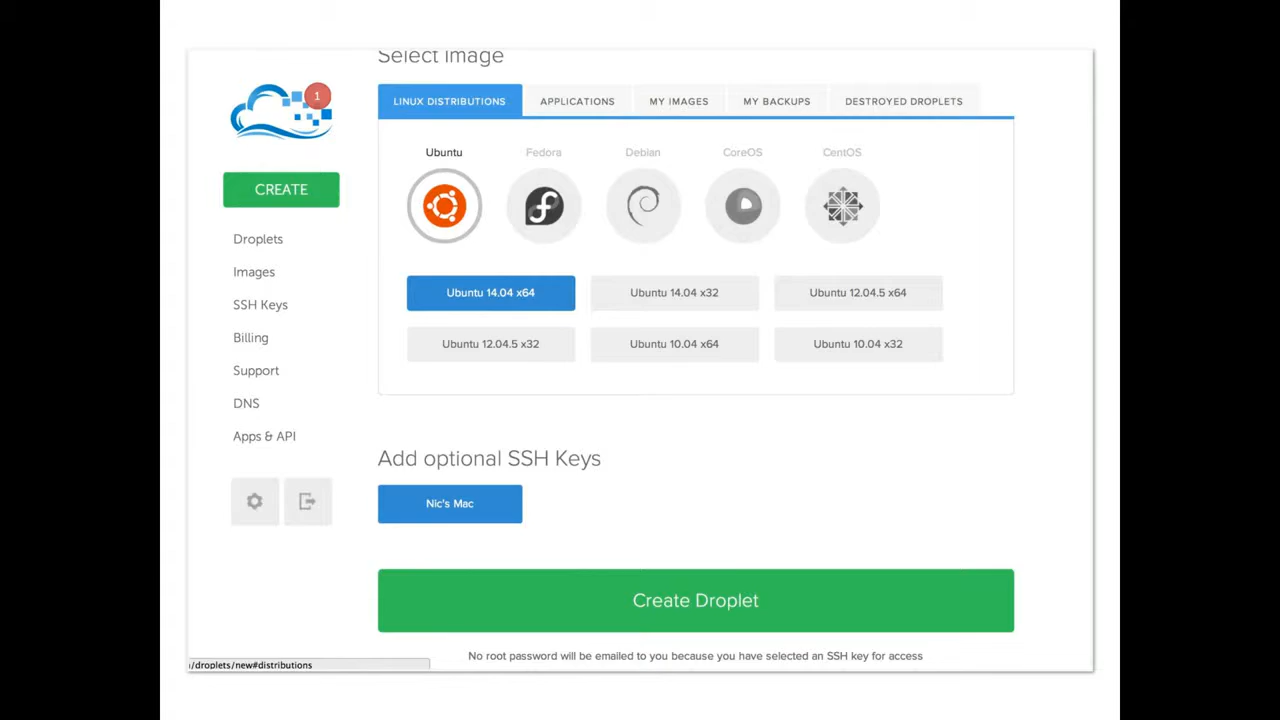 Select Image
1
LINUX DISTRIBUTIONS APPLICATIONS MY IMAGES MY BACKUPS DESTROYED DROPLETS
Ubuntu Fedora Debian CoreOS CentOS
CREATE
Droplets
Images
SSH Keys
Billing
Support
DNS
Apps & API
Ubuntu 14.04 x64 Ubuntu 14.04 x32 Ubuntu 12.04.5 x64
Ubuntu 12.04.5 x32 Ubuntu 10.04 x64 Ubuntu 10.04 x32
Add optional SSH Keys
Nic's Mac
Create Droplet
No root password will be emailed to you because you have selected an SSH key for access
/droplets/new#distributions